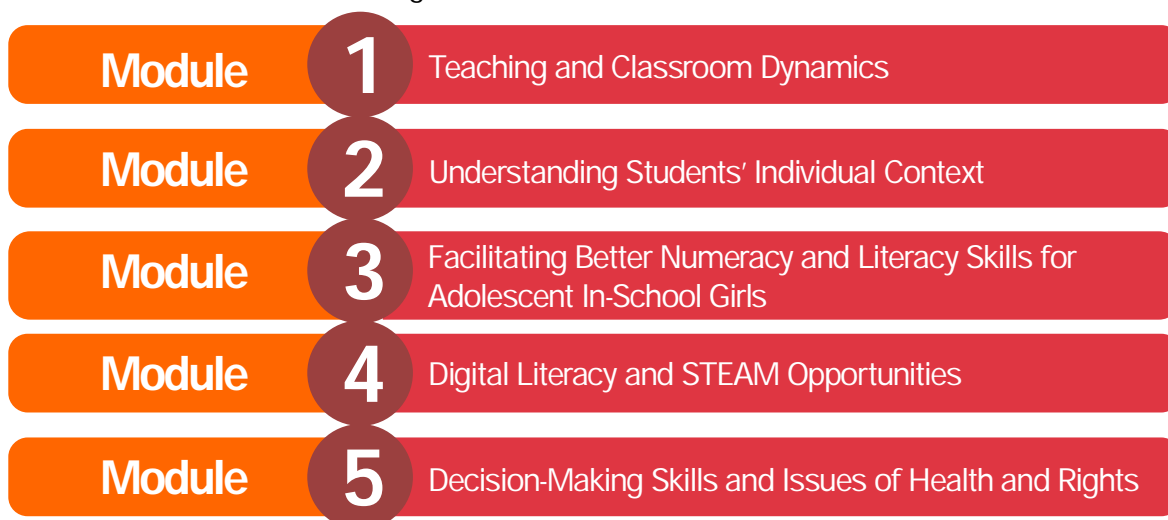 Module 1 Teaching and Classroom Dynamics
Module 2 Understanding Students’ Individual Context
Module 3 Facilitating Better Numeracy and Literacy Skills for
Adolescent In-School Girls
Module 4 Digital Literacy and STEAM Opportunities
Module 5 Decision-Making Skills and Issues of Health and Rights